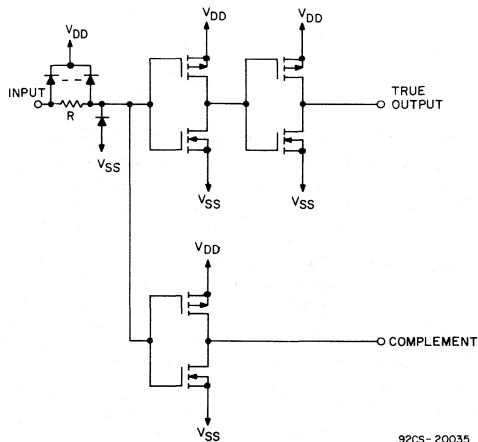 VDD
VDD
VDD
INPUT
R
TRUE
OUTPUT
VSS
VSS
VSS
VDD
COMPLEMENT
VSS
92CS-20035